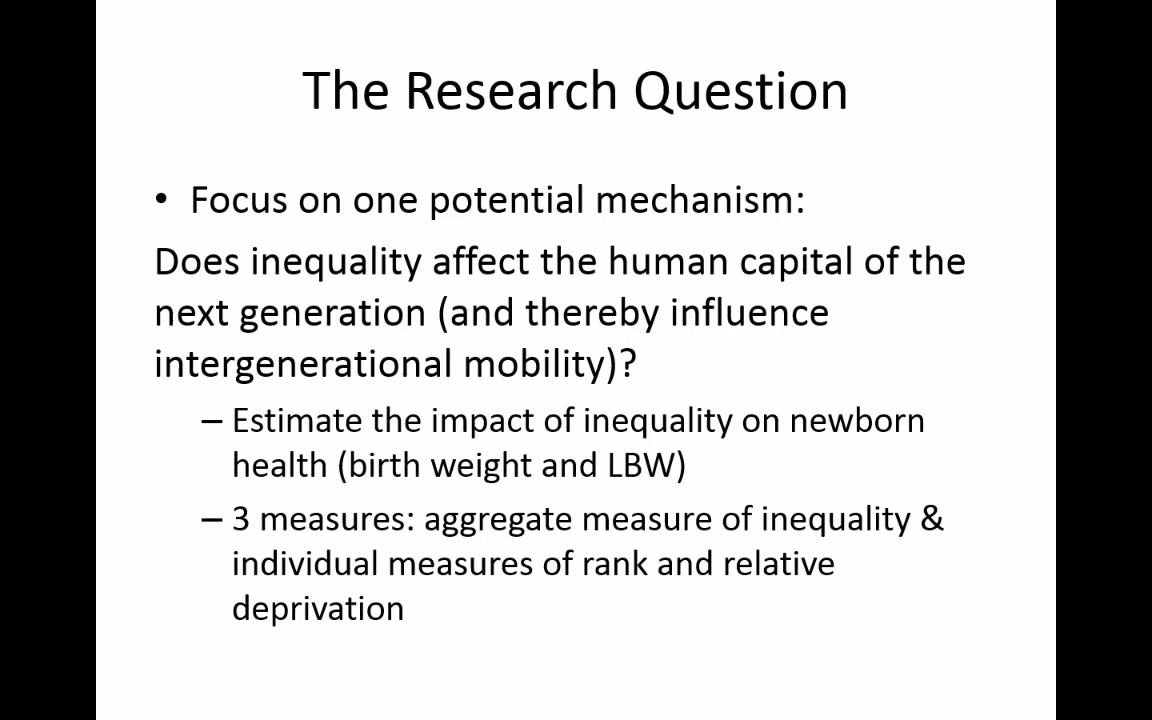 The Research Question
• Focus on one potential mechanism:
Does inequality affect the human capital of the
next generation (and thereby influence
intergenerational mobility)?
– Estimate the impact of inequality on newborn
health (birth weight and LBW)
– 3 measures: aggregate measure of inequality &
individual measures of rank and relative
deprivation